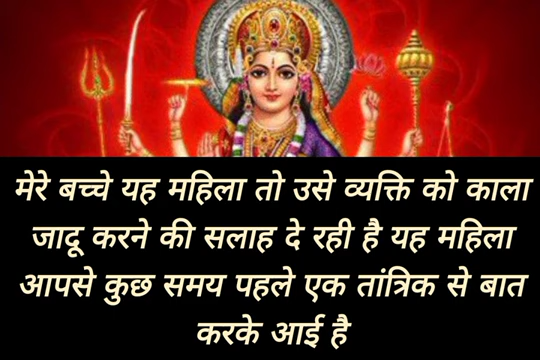 मेरे बच्चे यह महिला तो उसे व्यक्ति को काला
जादू करने की सलाह दे रही है यह महिला
आपसे कुछ समय पहले एक तांत्रिक से बात
करके आई है